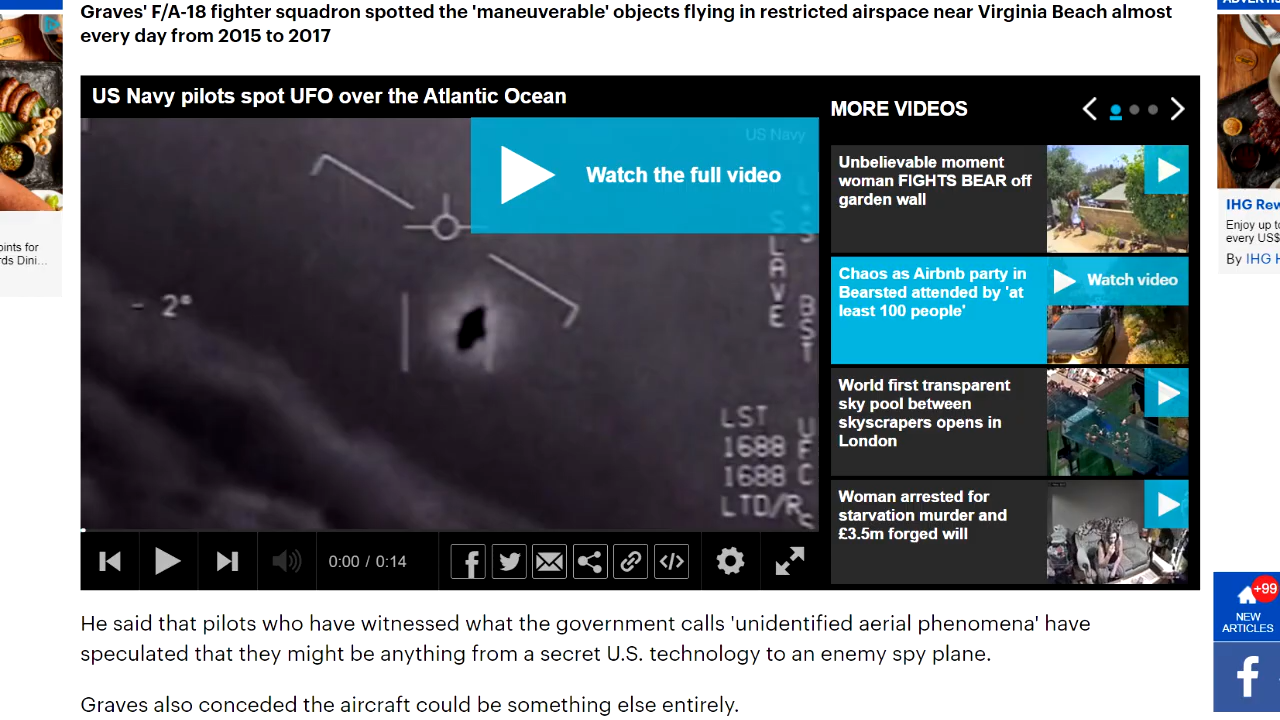 Graves' F/A-18 fighter squadron spotted the 'maneuverable' objects flying in restricted airspace near Virginia Beach almost
every day from 2015 to 2017
US Navy pilots spot UFO over the Atlantic Ocean
US Navy
Watch the full video
- 2°
L+S
SLAVE
BST
LST
1688
1688
LTD/R
UFC
C
0:00 / 0:14
MORE VIDEOS
Unbelievable moment
woman FIGHTS BEAR off
garden wall
Chaos as Airbnb party in
Bearsted attended by 'at
least 100 people'
Watch video
World first transparent
sky pool between
skyscrapers opens in
London
Woman arrested for
starvation murder and
£3.5m forged will
He said that pilots who have witnessed what the government calls 'unidentified aerial phenomena' have
speculated that they might be anything from a secret U.S. technology to an enemy spy plane.
Graves also conceded the aircraft could be something else entirely.
oints for
rds Dini...
IHG Rew
Enjoy up to
every US$
By IHG H
+99
NEW
ARTICLES